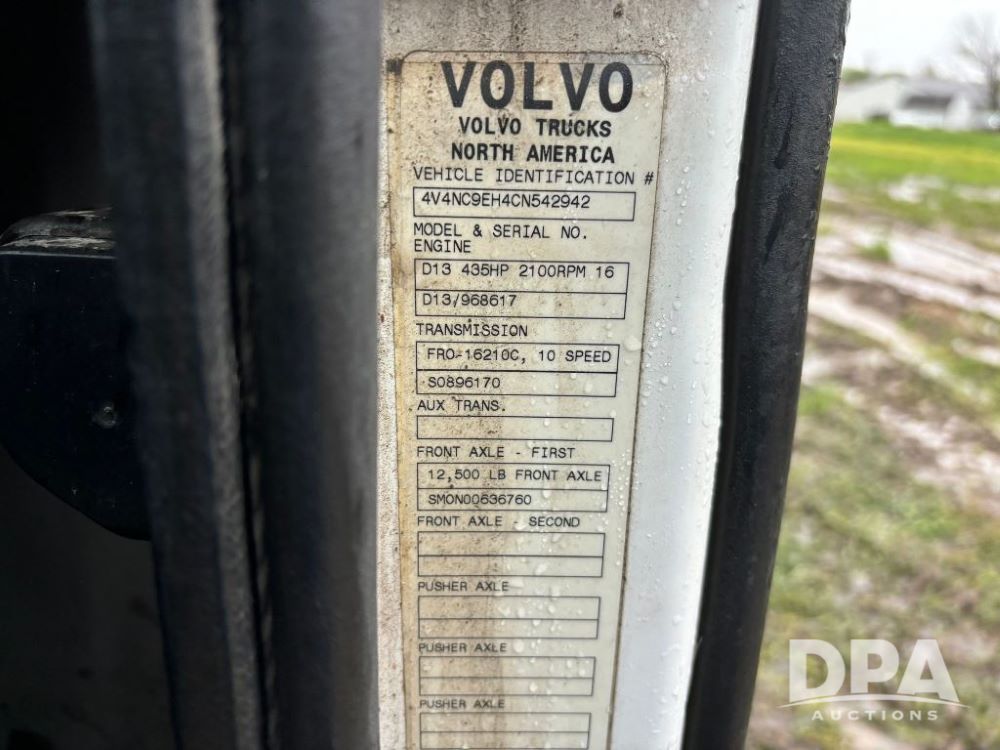 VOLVO
VOLVO TRUCKS
NORTH AMERICA
VEHICLE IDENTIFICATION #
4V4NC9EH4CN542942
MODEL & SERIAL NO.
ENGINE
D13 435HP 2100RPM 16
D13/968617
TRANSMISSION
FRO-16210C, 10 SPEED
S0896170
AUX TRANS.
FRONT AXLE - FIRST
12,500 LB FRONT AXLE
SMON00636760
FRONT AXLE - SECOND
PUSHER AXLE
PUSHER AXLE
PUSHER AXLE
DPA
AUCTIONS